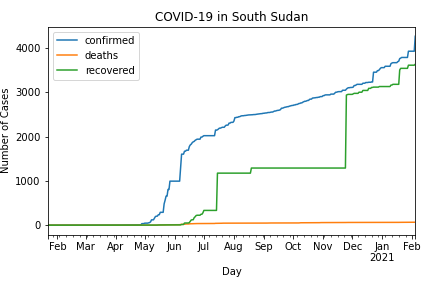 COVID-19 in South Sudan
confirmed
deaths
recovered
Number of Cases
4000
3000
2000
1000
0
Feb Mar Apr May Jun Jul Aug Sep Oct Nov Dec Jan Feb
2021
Day